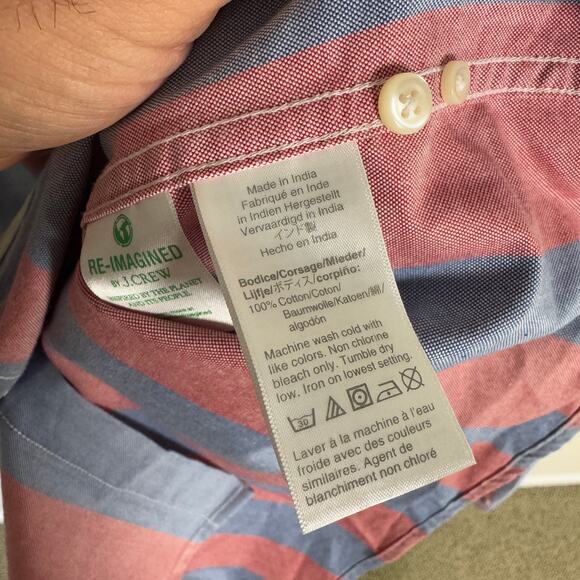 RE-IMAGINED
BY J.CREW
INSPIRED BY THE PLANET
AND ITS PEOPLE.
Made in India
Fabriqué en Inde
in Indien Hergestellt
Vervaardigd in India
インド製
Hecho en India
Bodice/Corsage/Mieder/
Lijfje/ボディス/corpiño:
100% Cotton/Coton/
Baumwolle/Katoen/綿/
algodón
Machine wash cold with
like colors. Non chlorine
bleach only. Tumble dry
low. Iron on lowest setting.
30
Laver à la machine à l'eau
froide avec des couleurs
similaires. Agent de
blanchiment non chloré